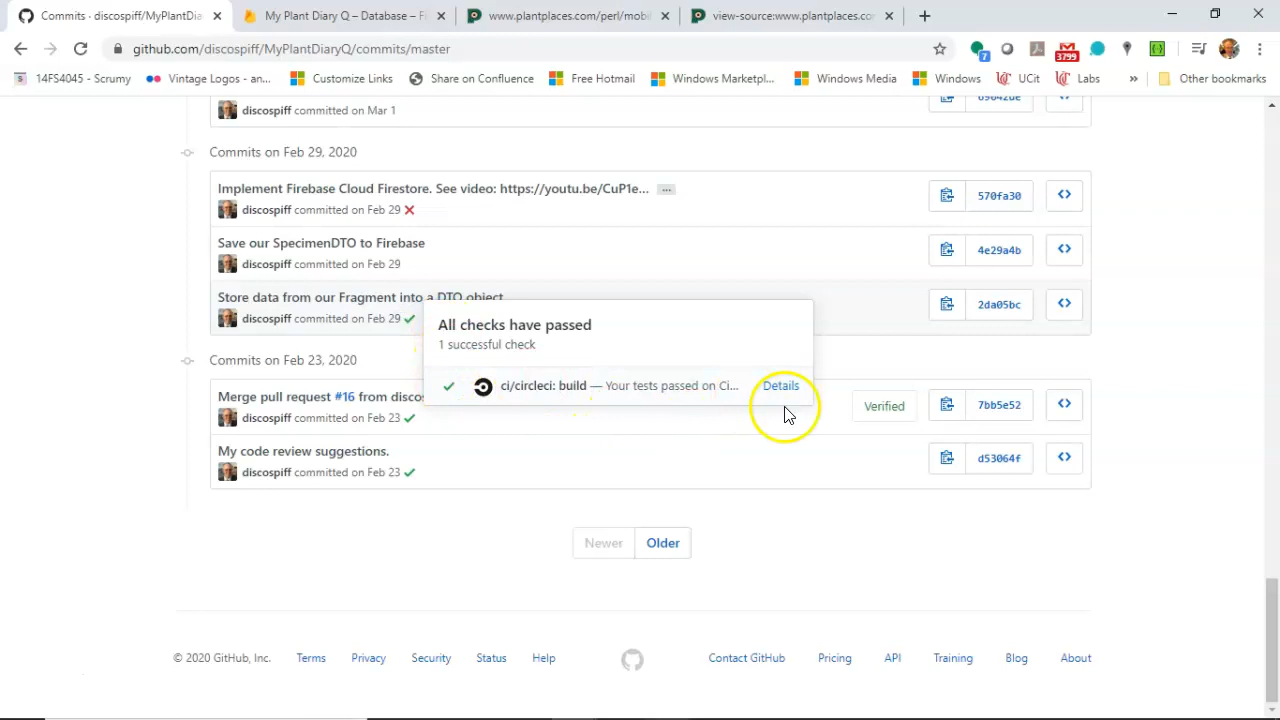 Commits · discospiff/MyPlantDi
My Plant Diary Q – Database – Fi
www.plantplaces.com/perl/mobi
view-source:www.plantplaces.co
github.com/discospiff/MyPlantDiaryQ/commits/master
7
3799
14FS4045 - Scrumy
Vintage Logos - an...
Customize Links
Share on Confluence
Free Hotmail
Windows Marketpl...
Windows Media
Windows
UCit
Labs
»
Other bookmarks
discospiff committed on Mar 1
Commits on Feb 29, 2020
Implement Firebase Cloud Firestore. See video: https://youtu.be/CuP1e... ...
570fa30
discospiff committed on Feb 29
Save our SpecimenDTO to Firebase
4e29a4b
discospiff committed on Feb 29
Store data from our Fragment into a DTO object
2da05bc
discospiff committed on Feb 29
All checks have passed
1 successful check
ci/circleci: build — Your tests passed on Ci... Details
Commits on Feb 23, 2020
Merge pull request #16 from disco
Verified
7bb5e52
discospiff committed on Feb 23
My code review suggestions.
d53064f
discospiff committed on Feb 23
Newer
Older
© 2020 GitHub, Inc.
Terms
Privacy
Security
Status
Help
Contact GitHub
Pricing
API
Training
Blog
About